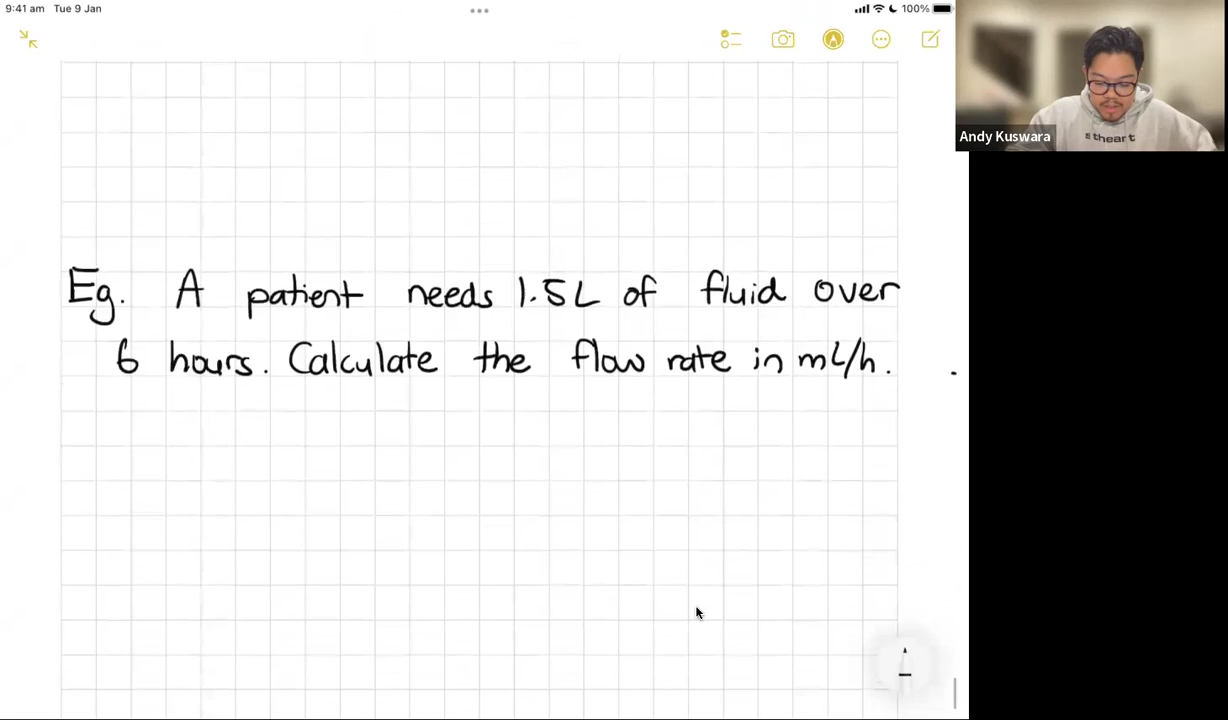 9:41 am Tue 9 Jan
100%
Andy Kuswara
theart
Eg. A patient needs 1.5L of fluid over
6 hours. Calculate the flow rate in mL/h.